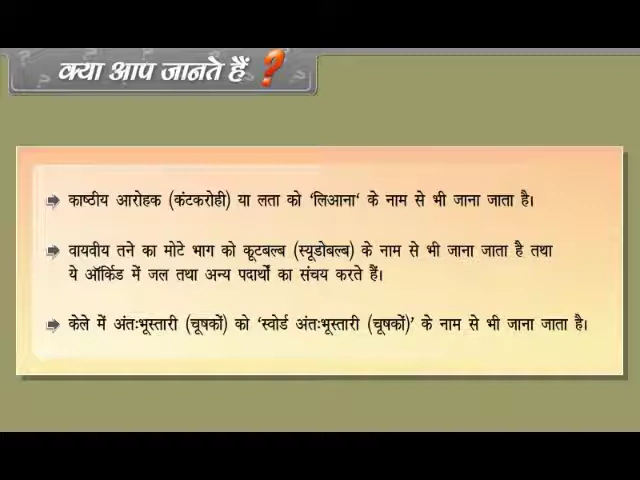 क्या आप जानते हैं ?
काष्ठीय आरोहक (कंटकरोही) या लता को ‘लिआना‘ के नाम से भी जाना जाता है।
वायवीय तने का मोटे भाग को कूटबल्ब (स्यूडोबल्ब) के नाम से भी जाना जाता है तथा
ये ऑर्किड में जल तथा अन्य पदार्थों का संचय करते हैं।
केले में अंतःभूस्तारी (चूषकों) को ‘स्वोर्ड अंतःभूस्तारी (चूषकों)’ के नाम से भी जाना जाता है।